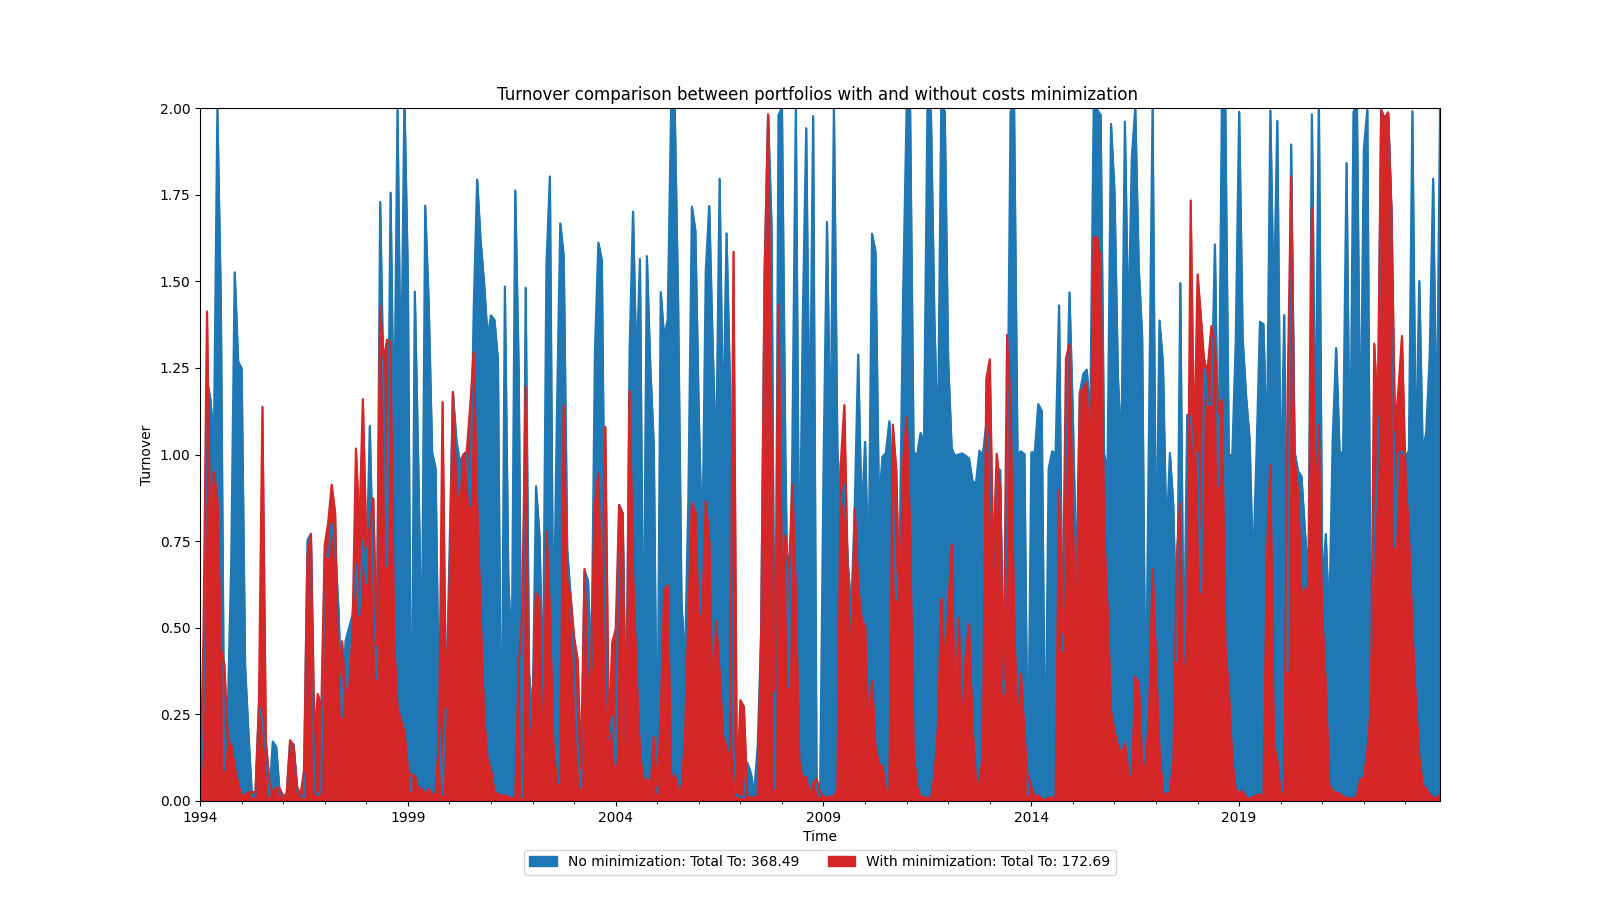 Turnover comparison between portfolios with and without costs minimization
2.00
1.75
1.50
1.25
1.00
0.75
0.50
0.25
0.00
Turnover
1994 1999 2004 2009 2014 2019
Time
No minimization: Total To: 368.49 With minimization: Total To: 172.69